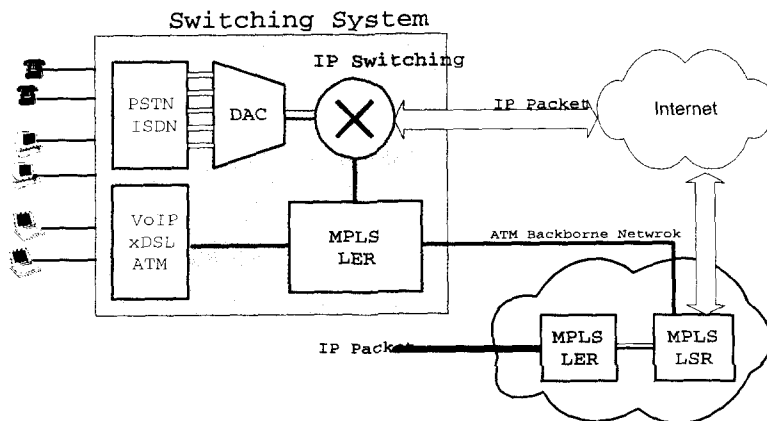 Switching System
IP Switching
PSTN
ISDN
DAC
IP Packet
Internet
VoIP
xDSL
ATM
MPLS
LER
ATM Backborne Netwrok
IP Packet
MPLS
LER
MPLS
LSR